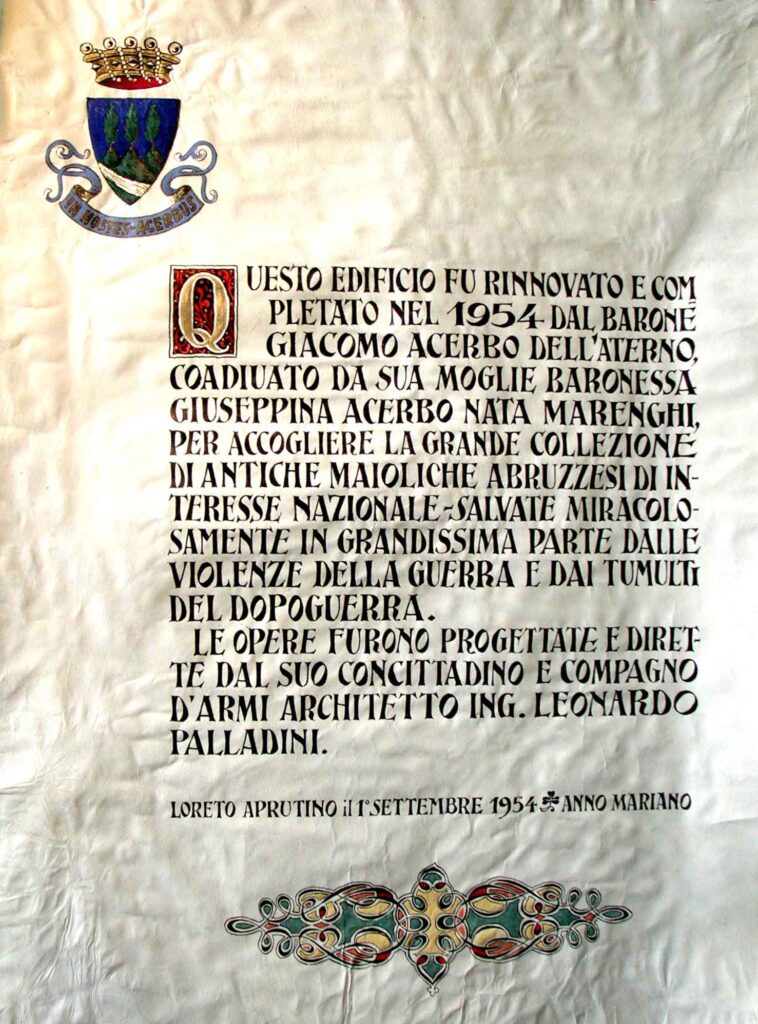 IN HOSTES-ACERBUS
QUESTO EDIFICIO FU RINNOVATO E COM
PLETATO NEL 1954 DAL BARONE
GIACOMO ACERBO DELL'ATERNO,
COADIUATO DA SUA MOGLIE BARONESSA
GIUSEPPINA ACERBO NATA MARENGHI,
PER ACCOGLIERE LA GRANDE COLLEZIONE
DI ANTICHE MAIOLICHE ABRUZZESI DI IN-
TERESSE NAZIONALE-SALVATE MIRACOLO-
SAMENTE IN GRANDISSIMA PARTE DALLE
VIOLENZE DELLA GUERRA E DAI TUMULTI
DEL DOPOGUERRA.
LE OPERE FURONO PROGETTATE E DIRET-
TE DAL SUO CONCITTADINO E COMPAGNO
D'ARMI ARCHITETTO ING. LEONARDO
PALLADINI.
LORETO APRUTINO il 1° SETTEMBRE 1954 ☘ ANNO MARIANO